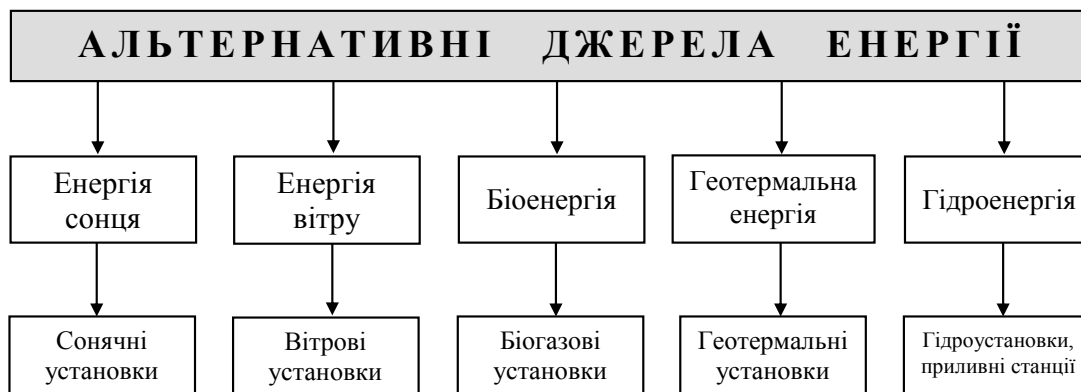 АЛЬТЕРНАТИВНІ ДЖЕРЕЛА ЕНЕРГІЇ
Енергія
сонця
Енергія
вітру
Біоенергія
Геотермальна
енергія
Гідроенергія
Сонячні
установки
Вітрові
установки
Біогазові
установки
Геотермальні
установки
Гідроустановки,
приливні станції